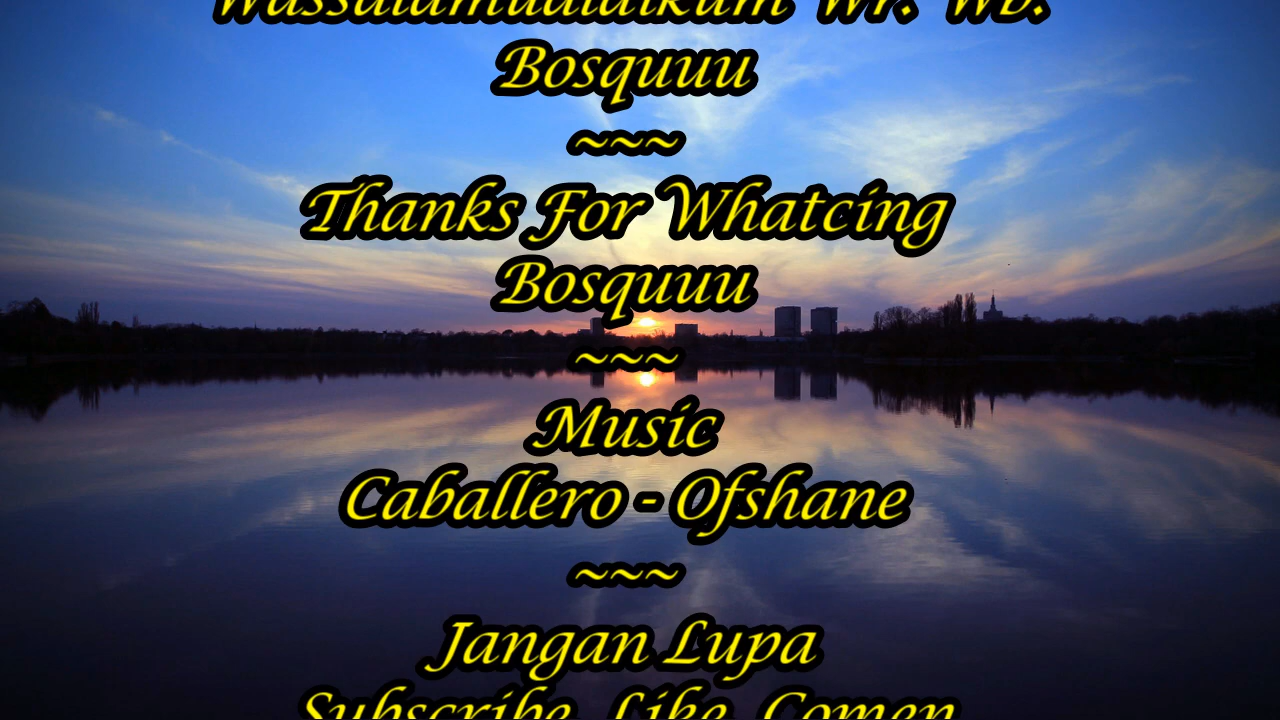 Wassalamualaikum Wr. Wb.
Bosquuu
~~~
Thanks For Whatcing
Bosquuu
~~~
Music
Caballero - Ofshane
~~~
Jangan Lupa
Subscribe, Like, Comen